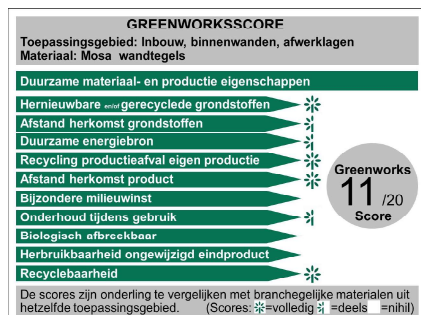 GREENWORKSSCORE
Toepassingsgebied: Inbouw, binnenwanden, afwerklagen
Materiaal: Mosa wandtegels
Duurzame materiaal- en productie eigenschappen
Hernieuwbare en/of gerecyclede grondstoffen
Afstand herkomst grondstoffen
Duurzame energiebron
Recycling productieafval eigen productie
Afstand herkomst product
Bijzondere milieuwinst
Onderhoud tijdens gebruik
Biologisch afbreekbaar
Herbruikbaarheid ongewijzigd eindproduct
Recyclebaarheid
Greenworks
11 /20
Score
De scores zijn onderling te vergelijken met branchegelijke materialen uit
hetzelfde toepassingsgebied. (Scores: =volledig =deels =nihil)